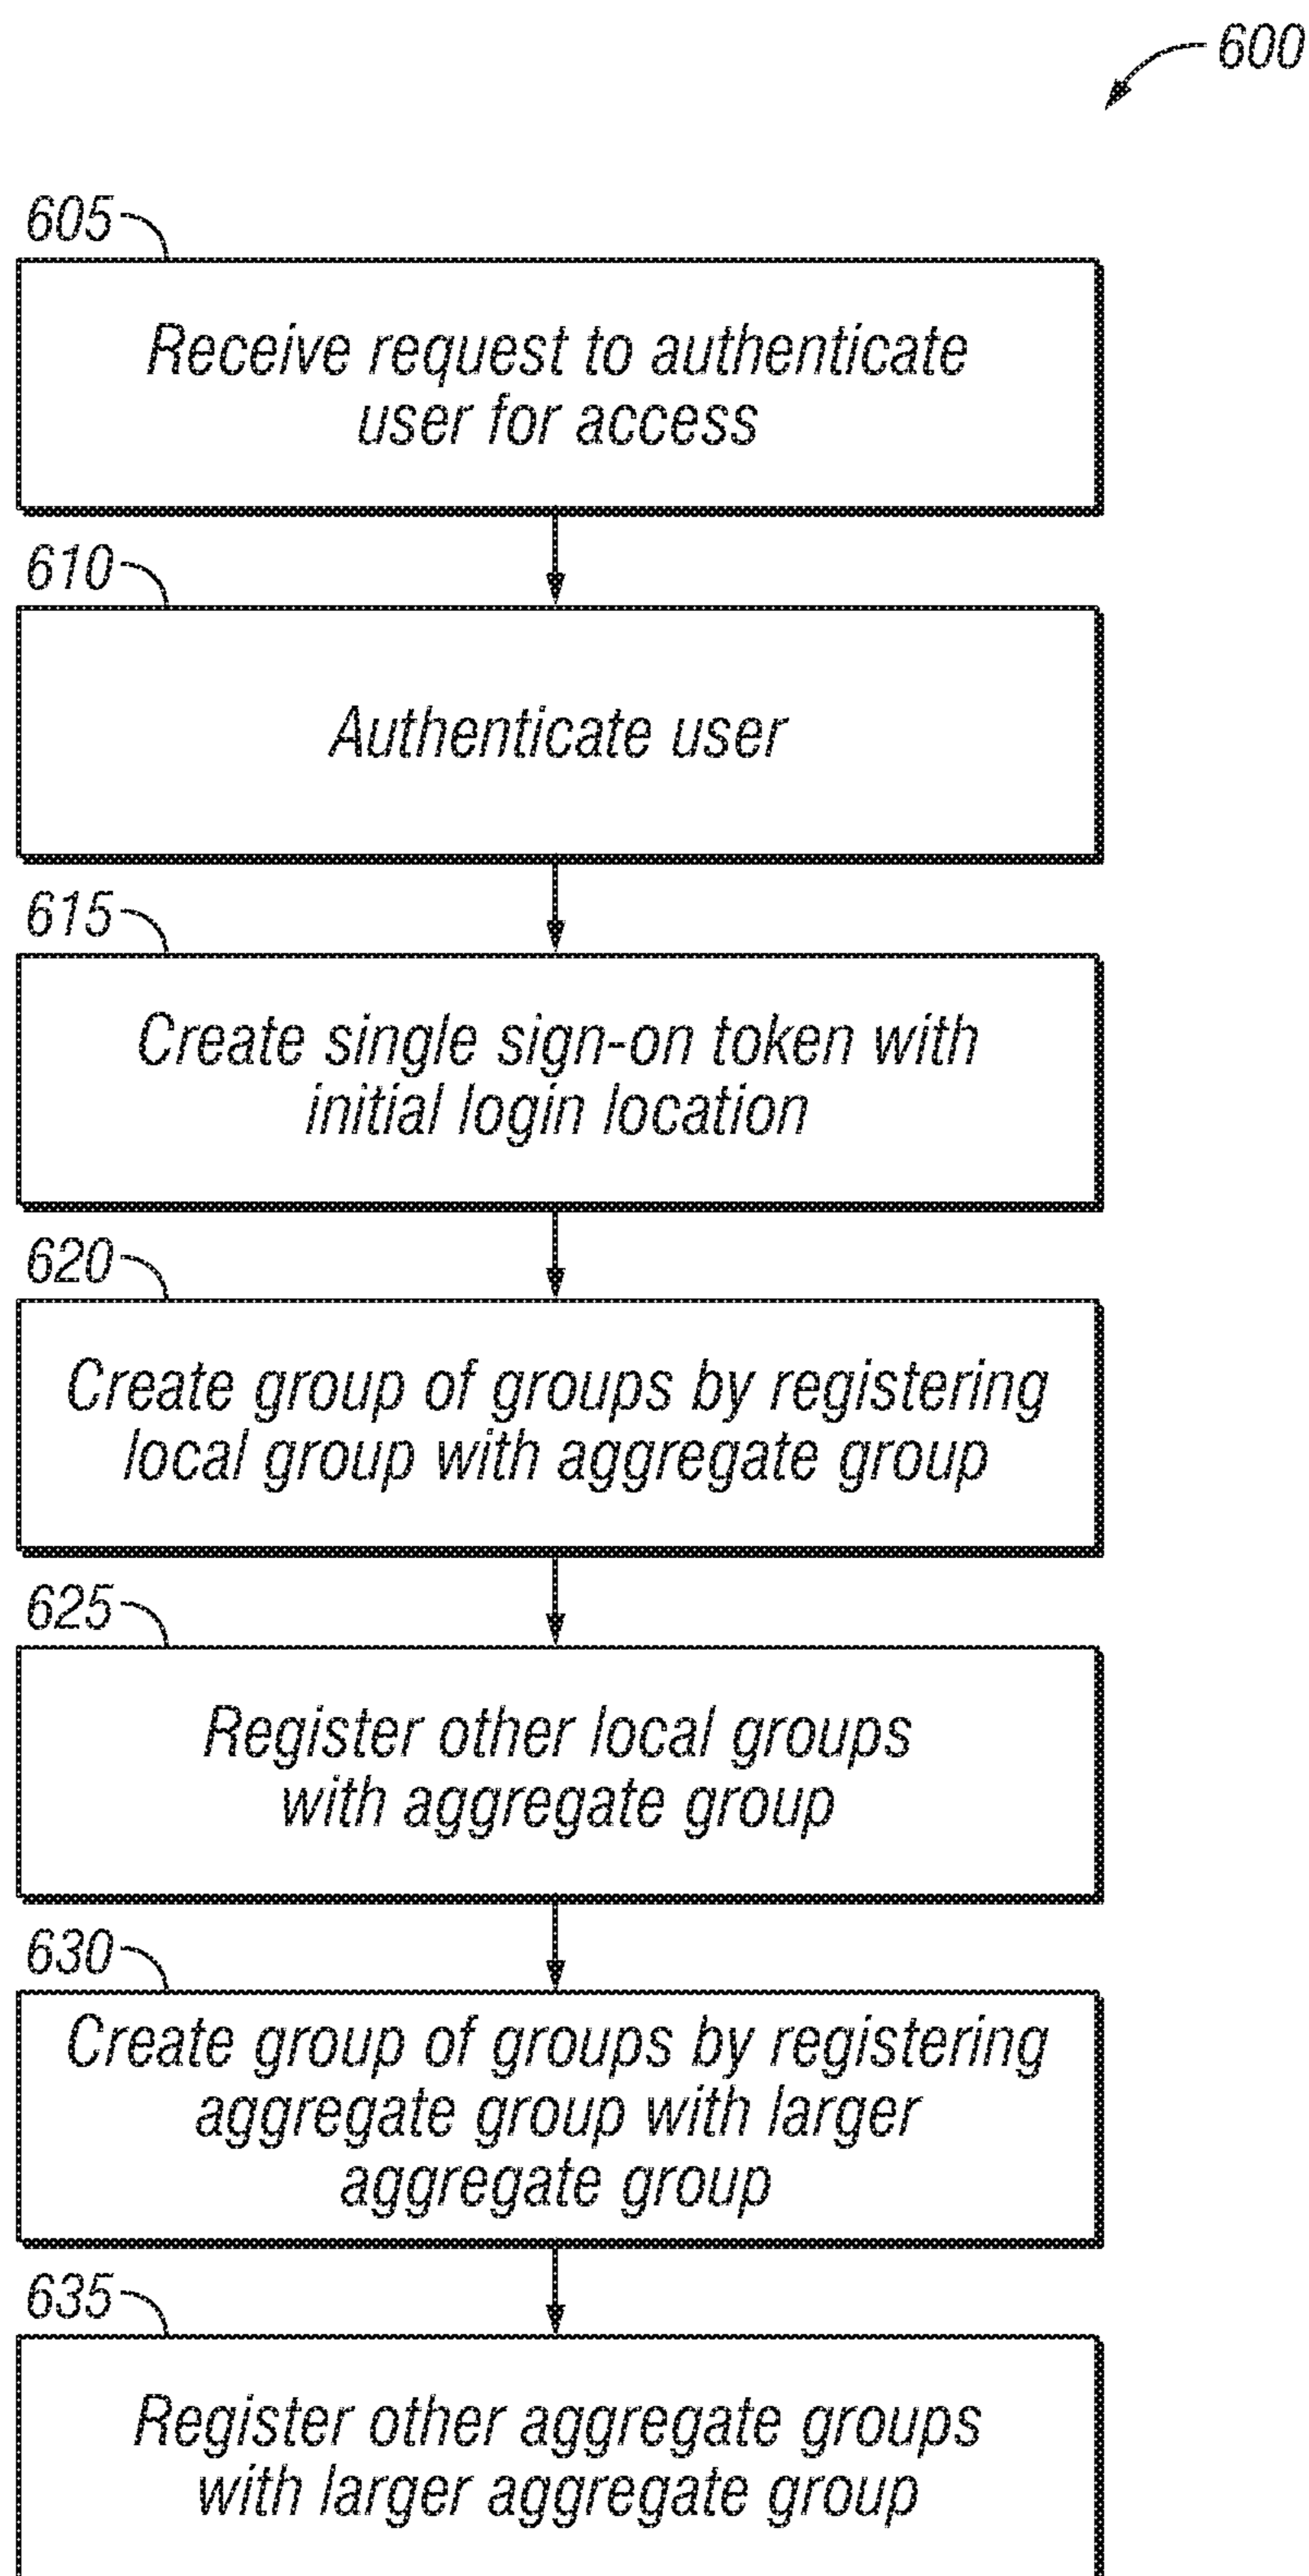 600
605
Receive request to authenticate
user for access
610
Authenticate user
615
Create single sign-on token with
initial login location
620
Create group of groups by registering
local group with aggregate group
625
Register other local groups
with aggregate group
630
Create group of groups by registering
aggregate group with larger
aggregate group
635
Register other aggregate groups
with larger aggregate group